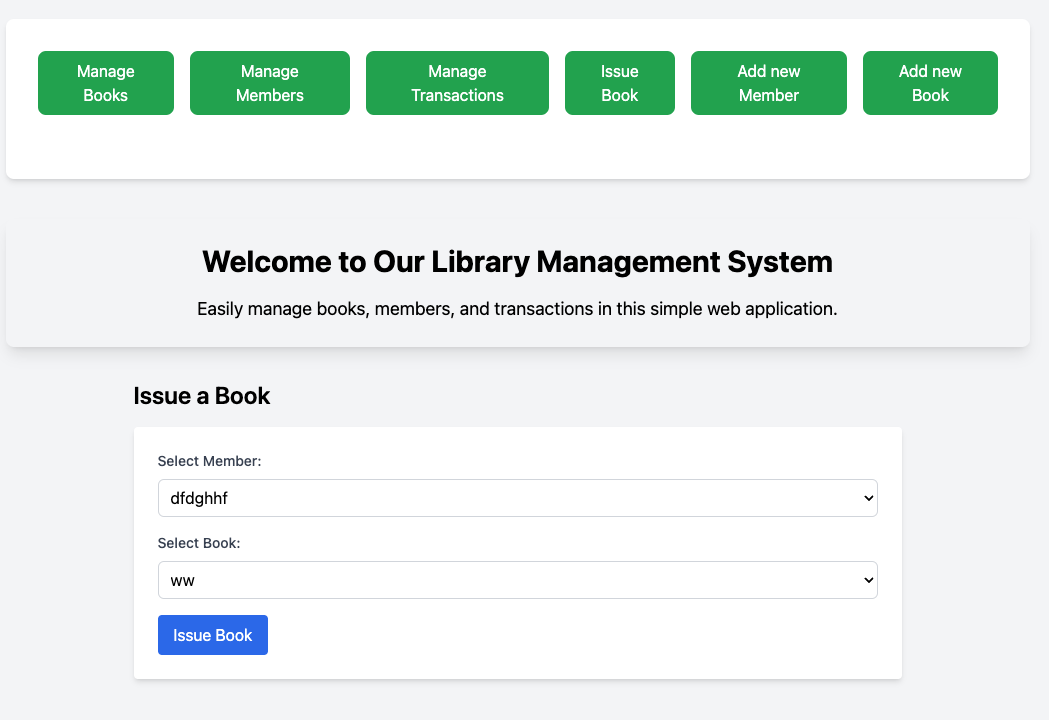 Manage
Books
Manage
Members
Manage
Transactions
Issue
Book
Add new
Member
Add new
Book
Welcome to Our Library Management System
Easily manage books, members, and transactions in this simple web application.
Issue a Book
Select Member:
dfdghhf
Select Book:
ww
Issue Book